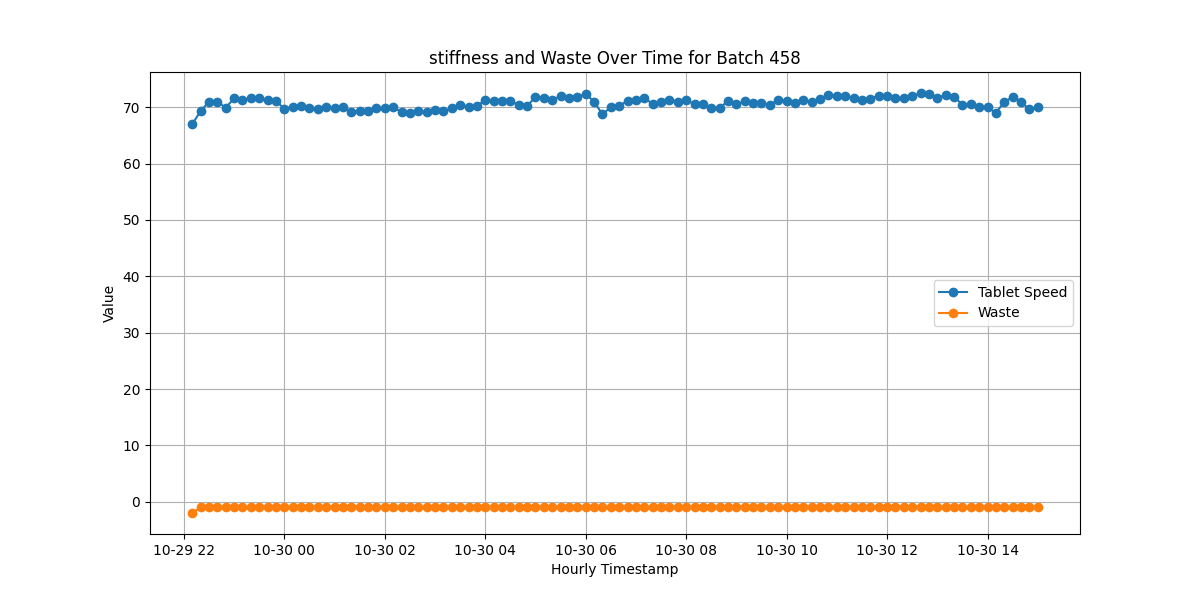 stiffness and Waste Over Time for Batch 458
Value
70
60
50
40
30
20
10
0
Tablet Speed
Waste
10-29 22 10-30 00 10-30 02 10-30 04 10-30 06 10-30 08 10-30 10 10-30 12 10-30 14
Hourly Timestamp